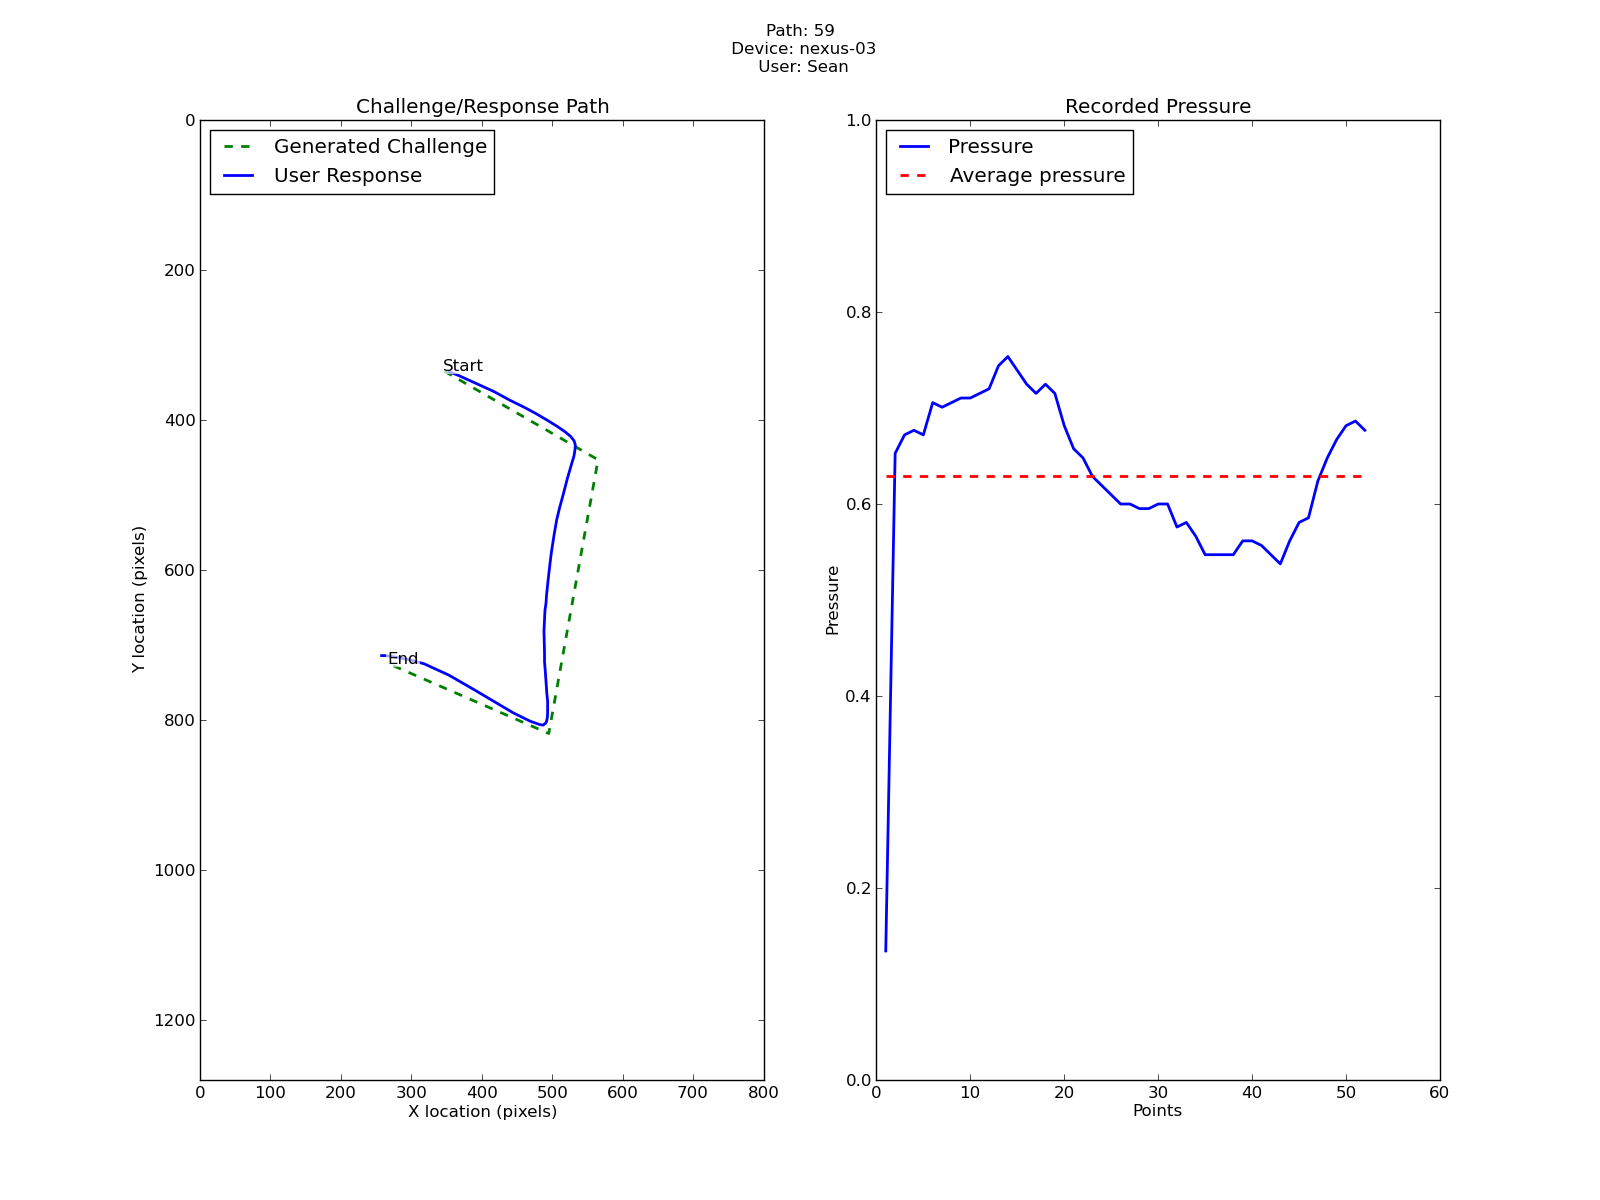 Path: 59
Device: nexus-03
User: Sean
Challenge/Response Path
Generated Challenge
User Response
0
200
400
600
800
1000
1200
Y location (pixels)
Start
End
0 100 200 300 400 500 600 700 800
X location (pixels)
Recorded Pressure
Pressure
Average pressure
1.0
0.8
0.6
0.4
0.2
0.0
Pressure
0 10 20 30 40 50 60
Points